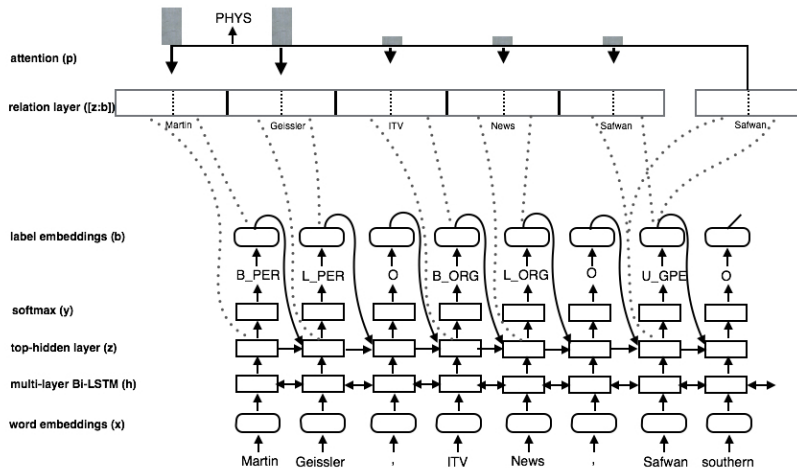 PHYS
attention (p)
relation layer ([z:b])
Martin Geissler ITV News Safwan Safwan
label embeddings (b)
B_PER L_PER O B_ORG L_ORG O U_GPE O
softmax (y)
top-hidden layer (z)
multi-layer Bi-LSTM (h)
word embeddings (x)
Martin Geissler , ITV News , Safwan southern